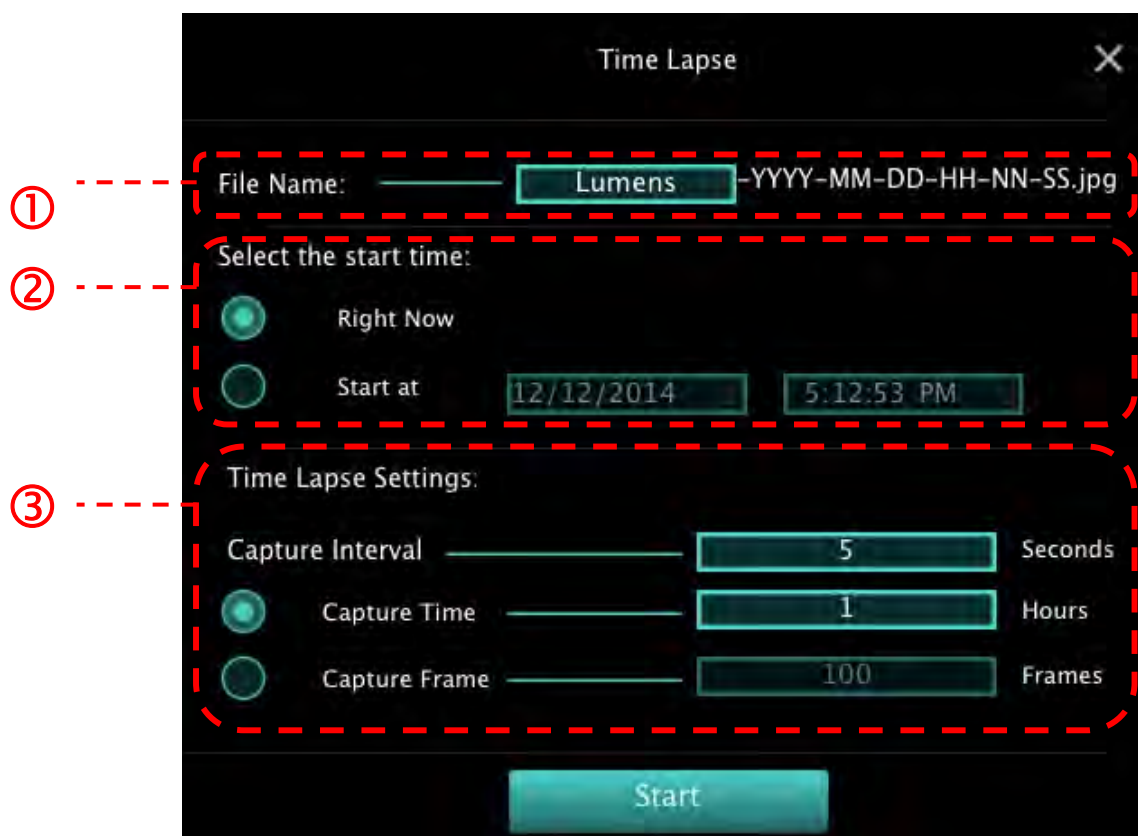 Time Lapse
① File Name: Lumens -YYYY-MM-DD-HH-NN-SS.jpg
② Select the start time:
Right Now
Start at 12/12/2014 5:12:53 PM
③ Time Lapse Settings:
Capture Interval 5 Seconds
Capture Time 1 Hours
Capture Frame 100 Frames
Start